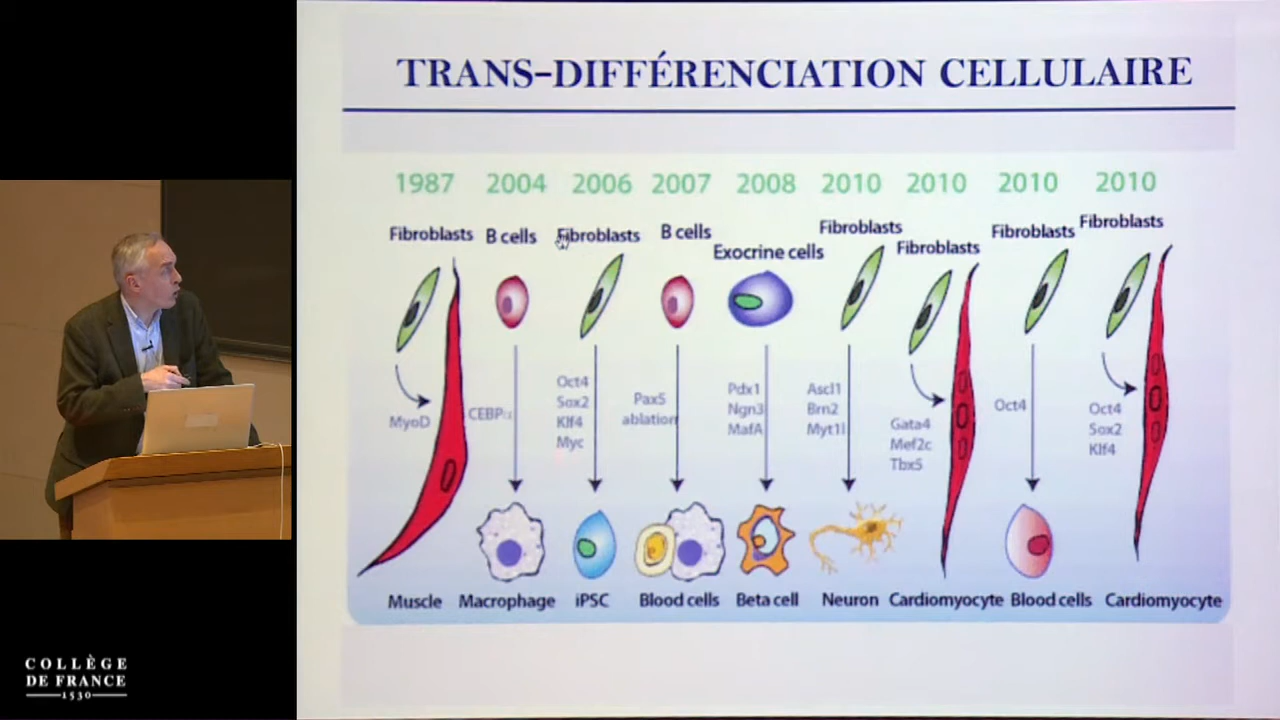 TRANS-DIFFÉRENCIATION CELLULAIRE
1987 2004 2006 2007 2008 2010 2010 2010 2010
Fibroblasts B cells Fibroblasts B cells Exocrine cells Fibroblasts Fibroblasts Fibroblasts Fibroblasts
MyoD
CEBPα
Oct4
Sox2
Klf4
Myc
Pax5
ablation
Pdx1
Ngn3
MafA
Ascl1
Brn2
Myt1l
Gata4
Mef2c
Tbx5
Oct4
Oct4
Sox2
Klf4
Muscle Macrophage iPSC Blood cells Beta cell Neuron Cardiomyocyte Blood cells Cardiomyocyte
COLLÈGE
DE FRANCE
1530